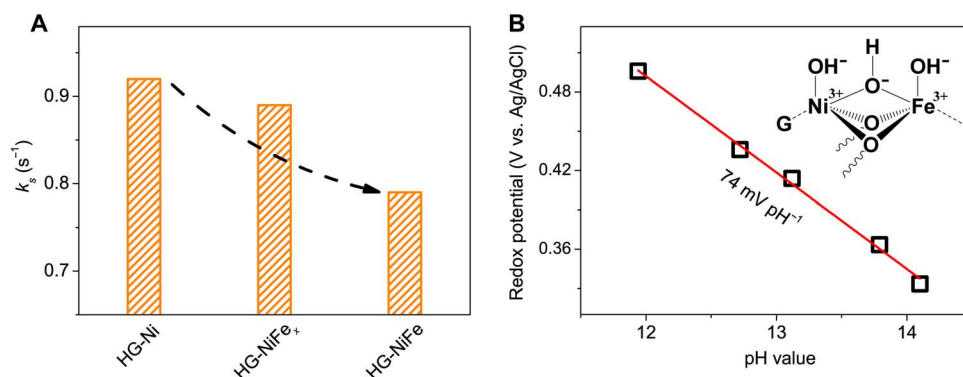 A
k_s (s⁻¹)
0.9
0.8
0.7
HG-Ni
HG-NiFeₓ
HG-NiFe
B
Redox potential (V vs. Ag/AgCl)
0.48
0.42
0.36
74 mV pH⁻¹
H
OH⁻ O⁻ OH⁻
Ni³⁺ Fe³⁺
G O
O
12 13 14
pH value